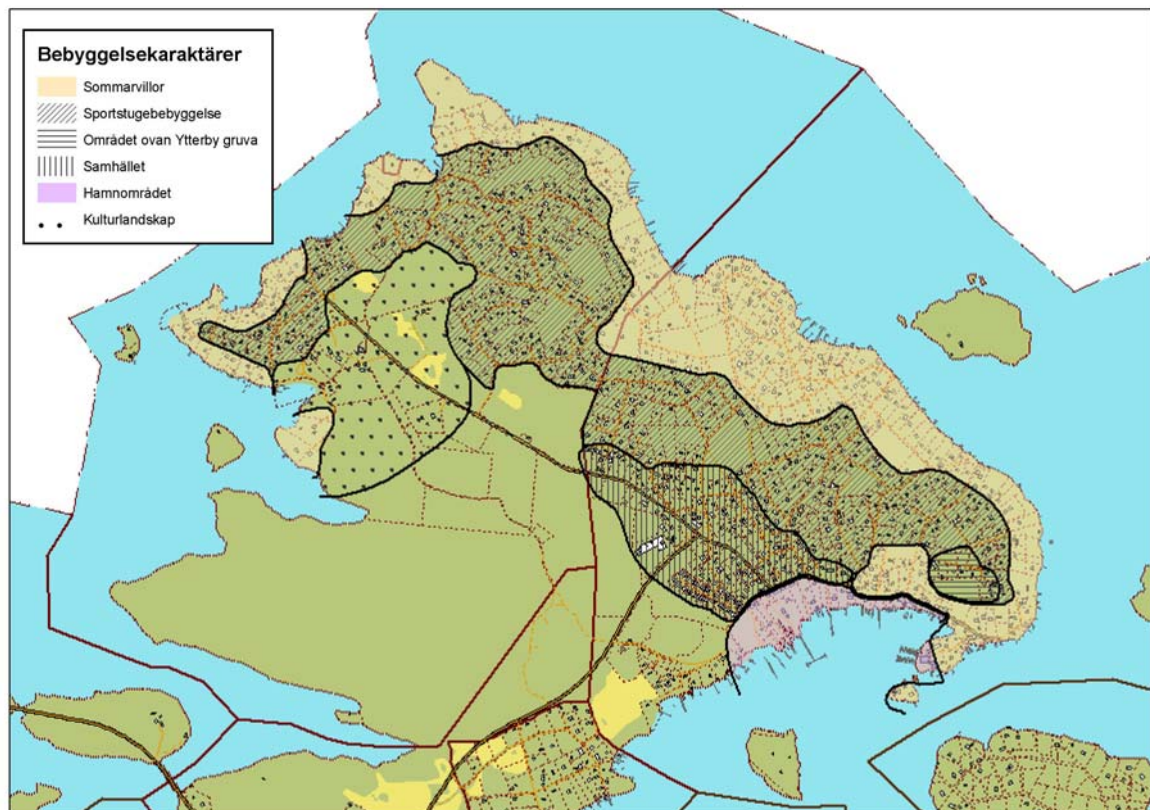 Bebyggelsekaraktärer
Sommarvillor
Sportstugebebyggelse
Området ovan Ytterby gruva
Samhället
Hamnområdet
Kulturlandskap